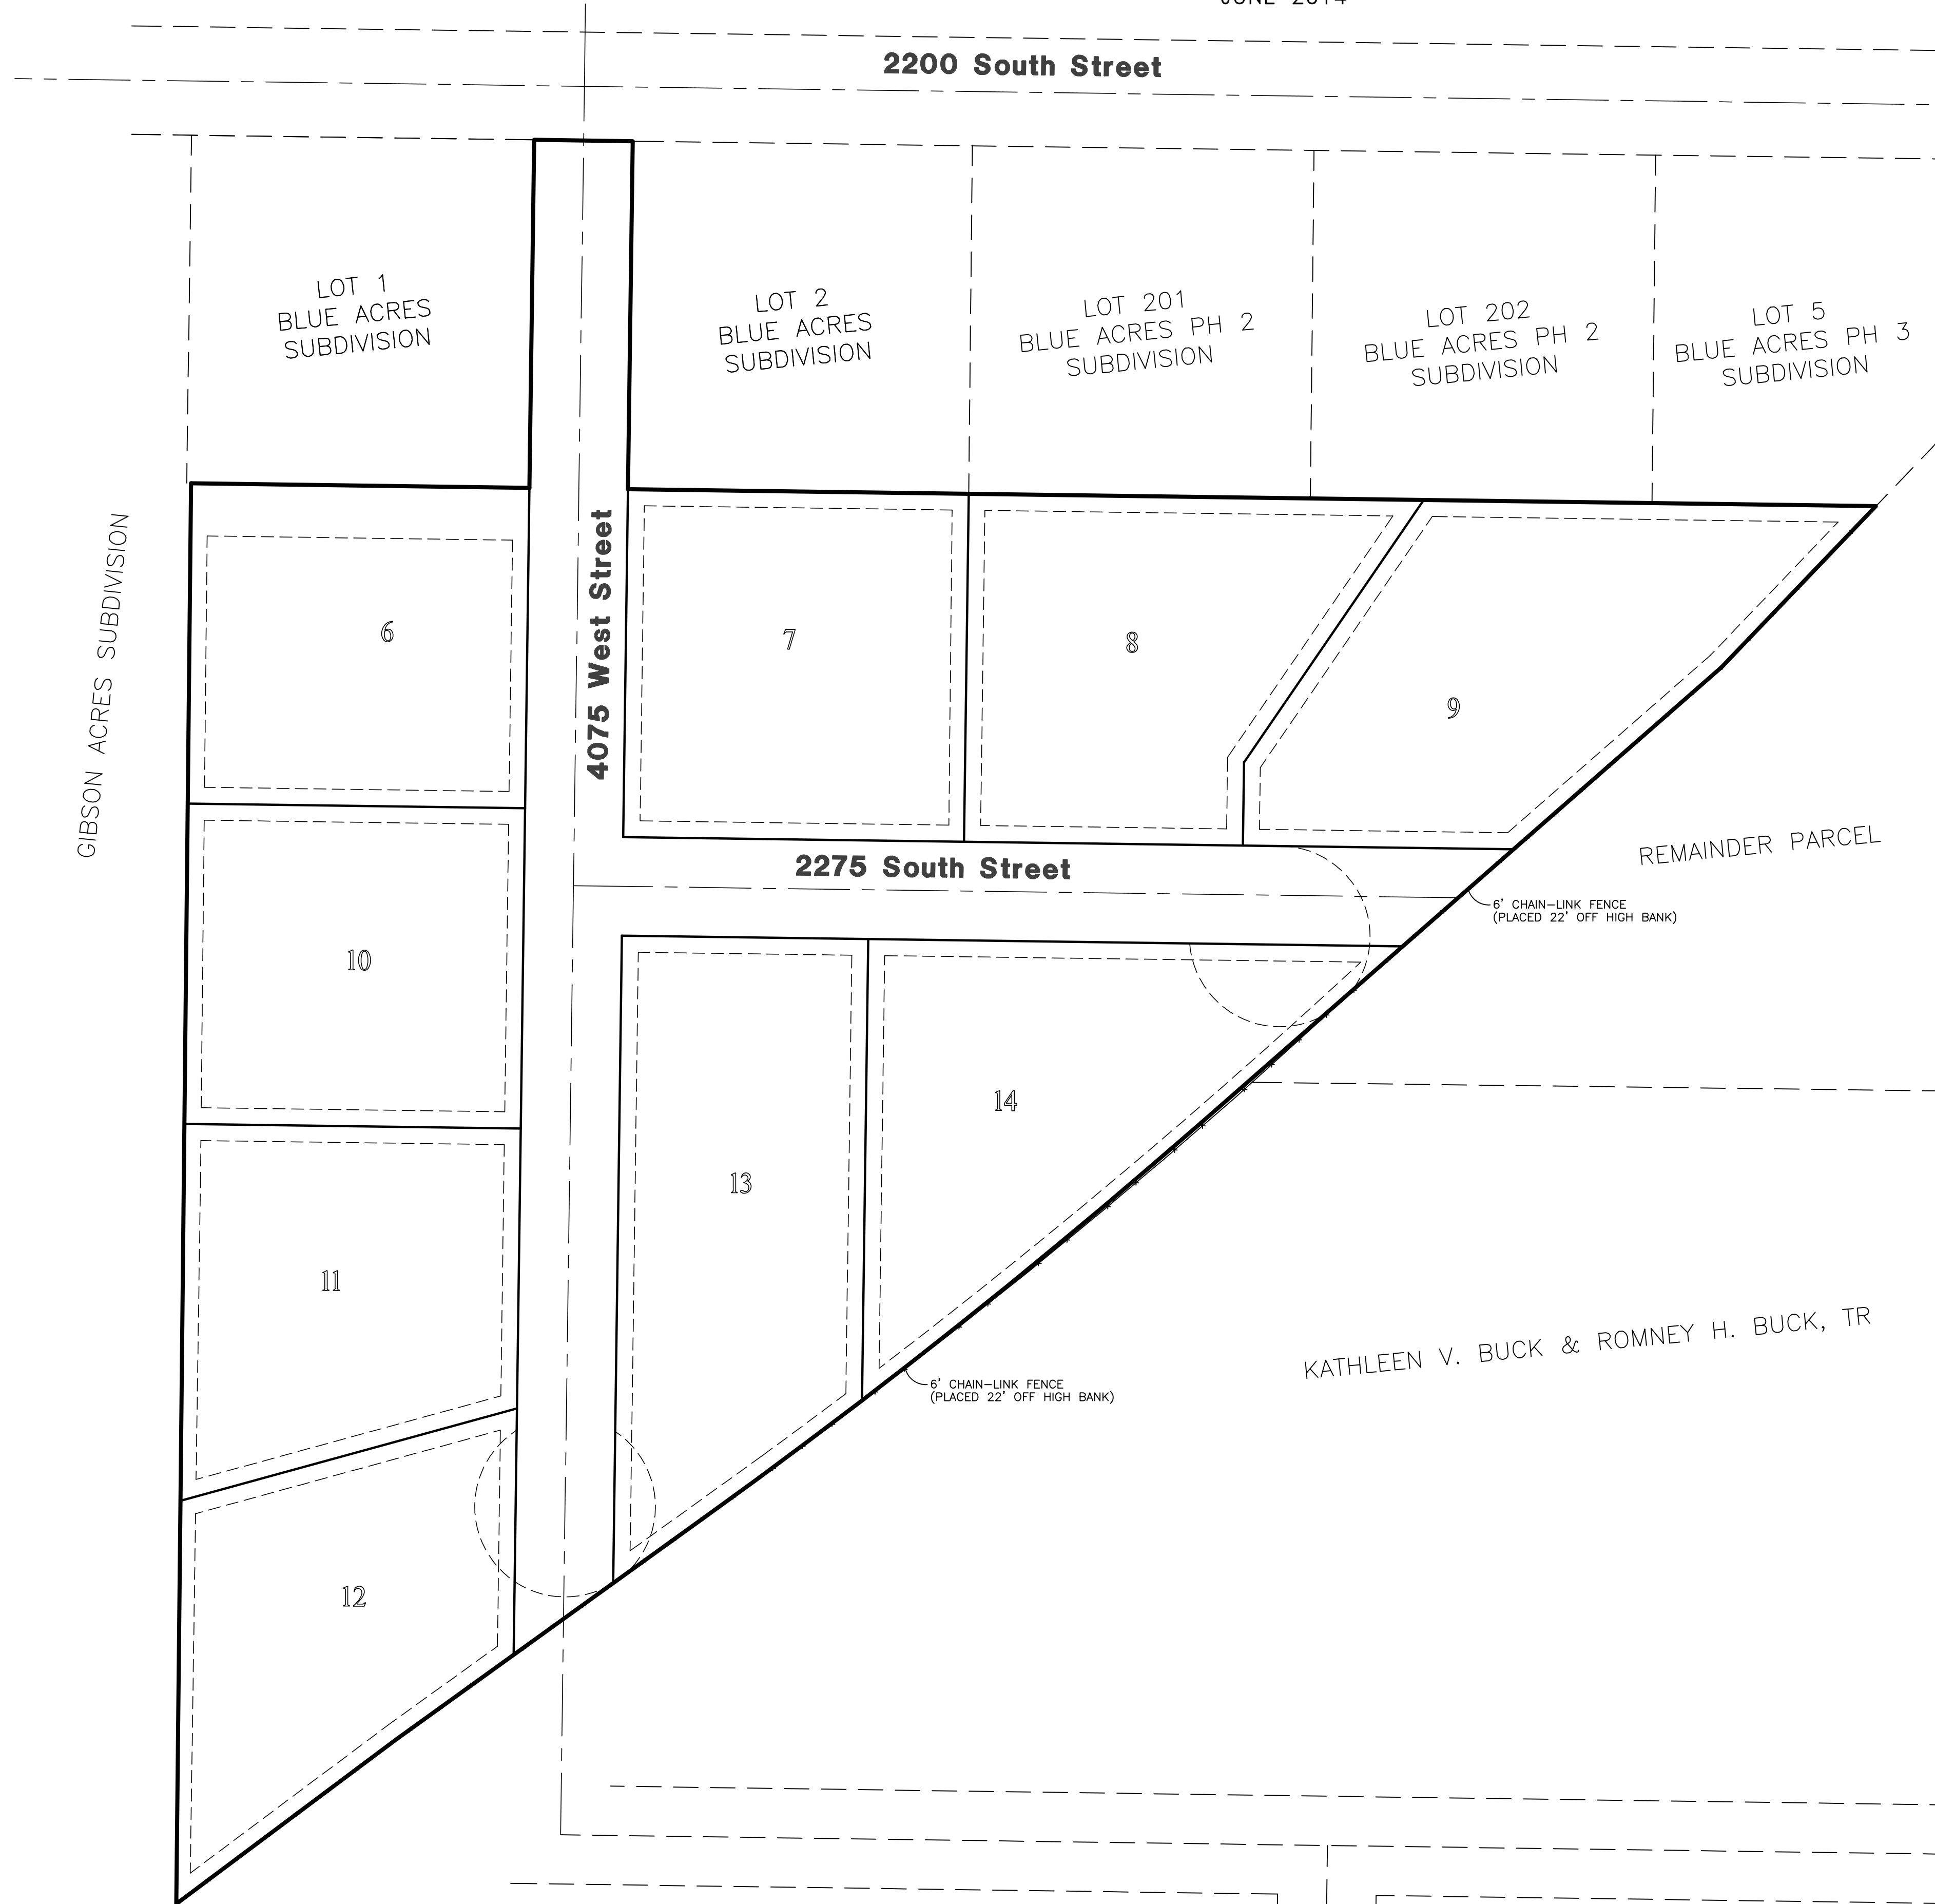 JUNE 2014
2200 South Street
LOT 1
BLUE ACRES
SUBDIVISION
LOT 2
BLUE ACRES
SUBDIVISION
LOT 201
BLUE ACRES PH 2
SUBDIVISION
LOT 202
BLUE ACRES PH 2
SUBDIVISION
LOT 5
BLUE ACRES PH 3
SUBDIVISION
GIBSON ACRES SUBDIVISION
4075 West Street
6
7
8
9
2275 South Street
REMAINDER PARCEL
6' CHAIN-LINK FENCE
(PLACED 22' OFF HIGH BANK)
10
14
13
11
KATHLEEN V. BUCK & ROMNEY H. BUCK, TR
6' CHAIN-LINK FENCE
(PLACED 22' OFF HIGH BANK)
12